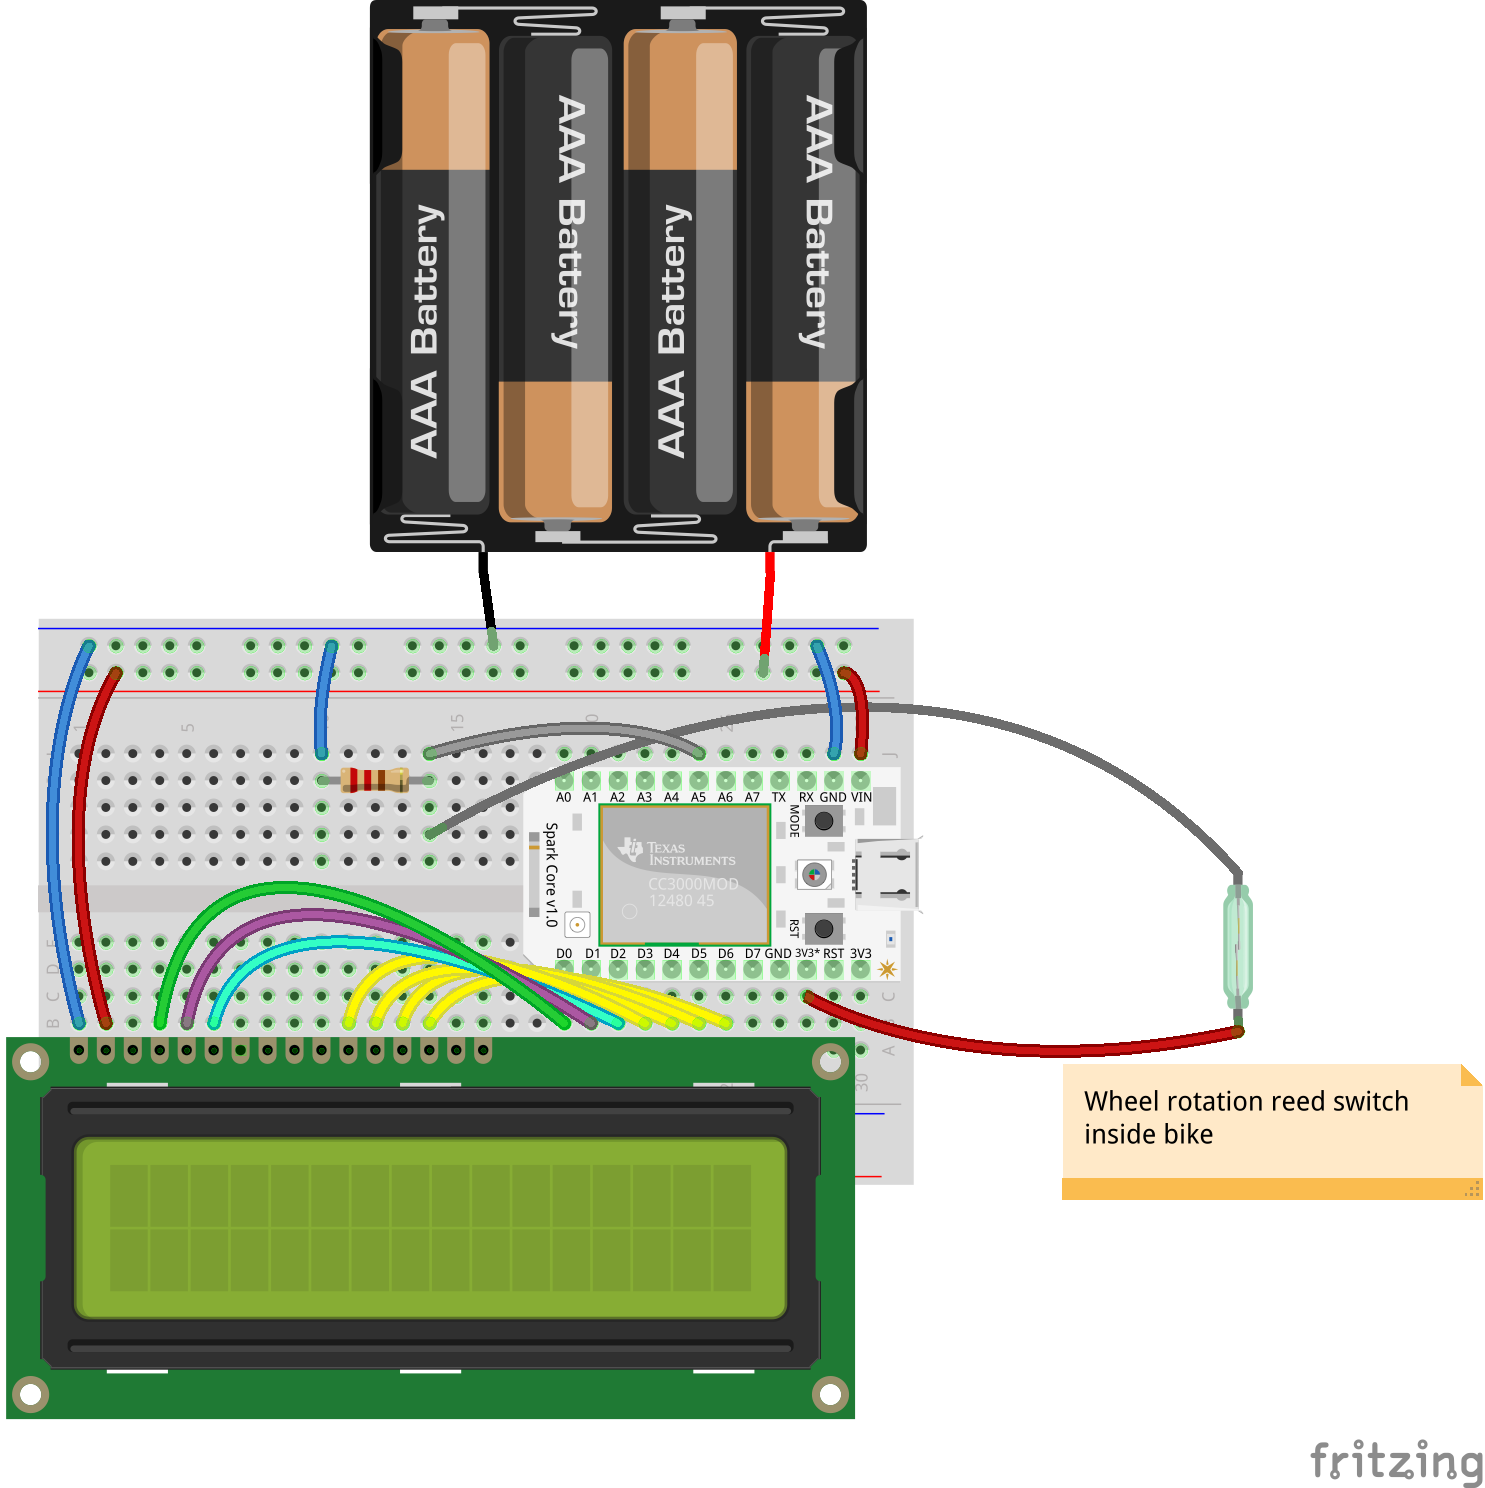 AAA Battery
AAA Battery
AAA Battery
AAA Battery
1
5
15
J
A0 A1 A2 A3 A4 A5 A6 A7 TX RX GND VIN
MODE
Spark Core v1.0
TEXAS
INSTRUMENTS
CC3000MOD
12480 45
RST
D0 D1 D2 D3 D4 D5 D6 D7 GND 3V3* RST 3V3
E
D
C
C
B
A
30
Wheel rotation reed switch
inside bike
fritzing